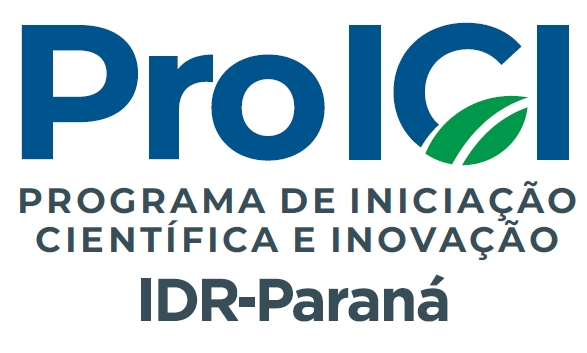 ProICI
PROGRAMA DE INICIAÇÃO
CIENTÍFICA E INOVAÇÃO
IDR-Paraná